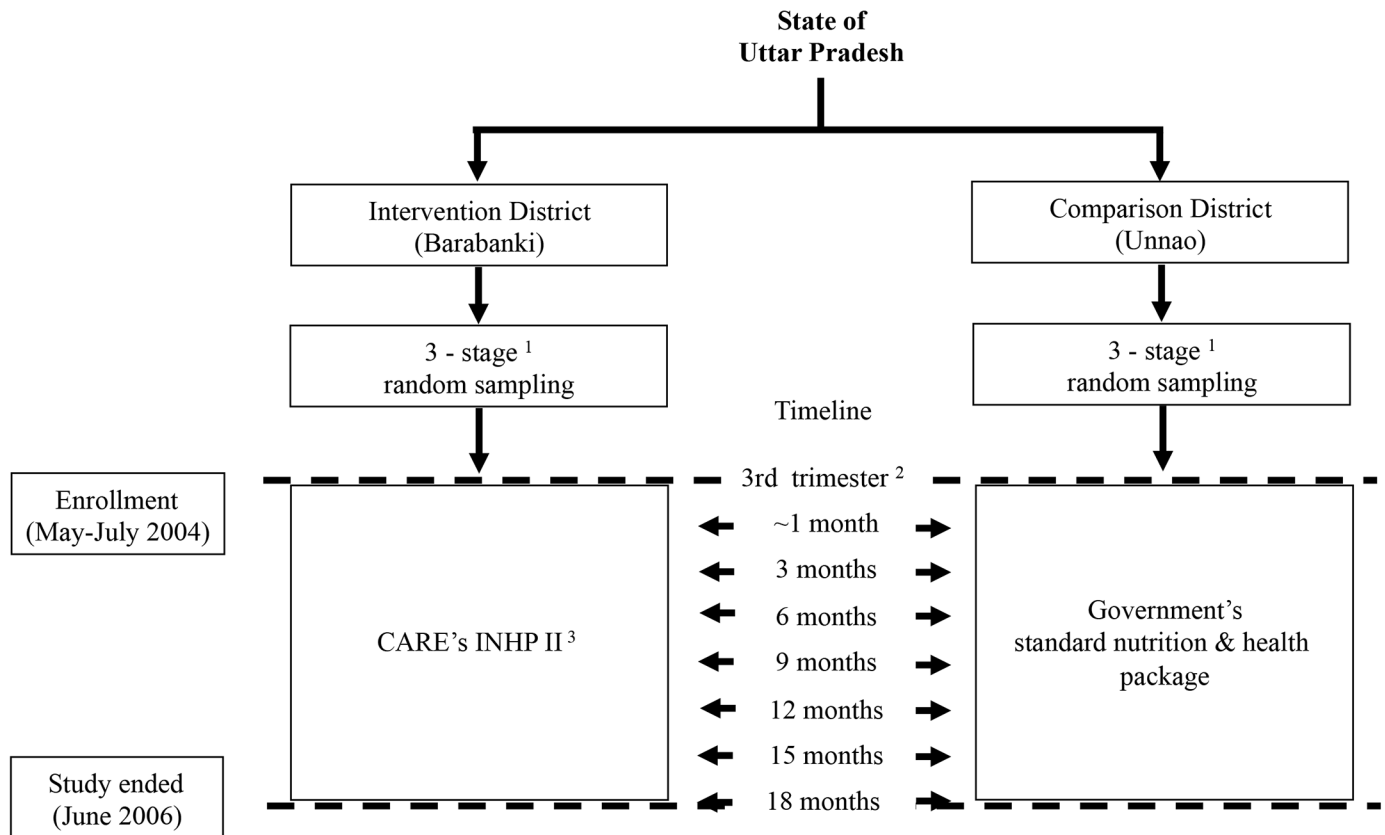 State of
Uttar Pradesh
Intervention District
(Barabanki)
Comparison District
(Unnao)
3 - stage 1
random sampling
3 - stage 1
random sampling
Timeline
Enrollment
(May-July 2004)
3rd trimester 2
~1 month
3 months
6 months
9 months
12 months
15 months
18 months
CARE’s INHP II 3
Government’s
standard nutrition & health
package
Study ended
(June 2006)